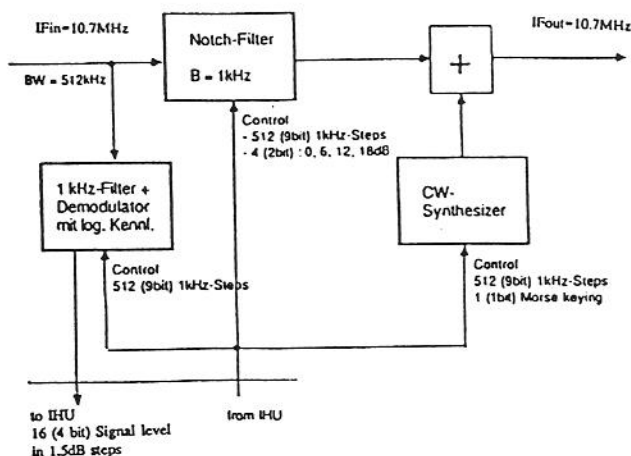 IFin=10.7MHz
BW = 512kHz
Notch-Filter
B = 1kHz
IFout=10.7MHz
+
Control
- 512 (9bit) 1kHz-Steps
- 4 (2bit) : 0, 6, 12, 18dB
1 kHz-Filter +
Demodulator
mit log. Kennl.
CW-
Synthesizer
Control
512 (9bit) 1kHz-Steps
Control
512 (9bit) 1kHz-Steps
1 (1bit) Morse keying
to IHU
16 (4 bit) Signal level
in 1,5dB steps
from IHU